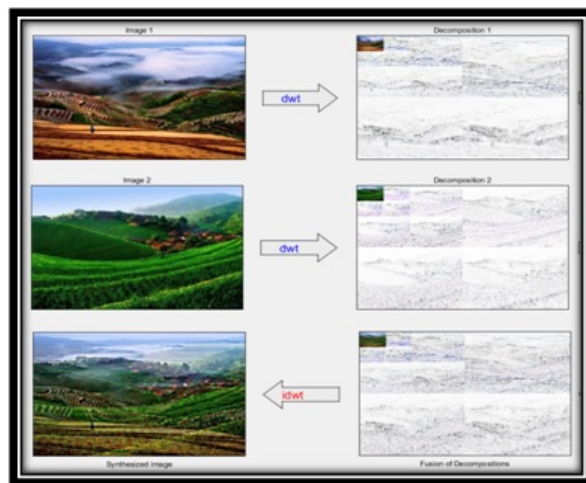 Image 1
Decomposition 1
dwt
Image 2
Decomposition 2
dwt
idwt
Synthesized Image
Fusion of Decompositions